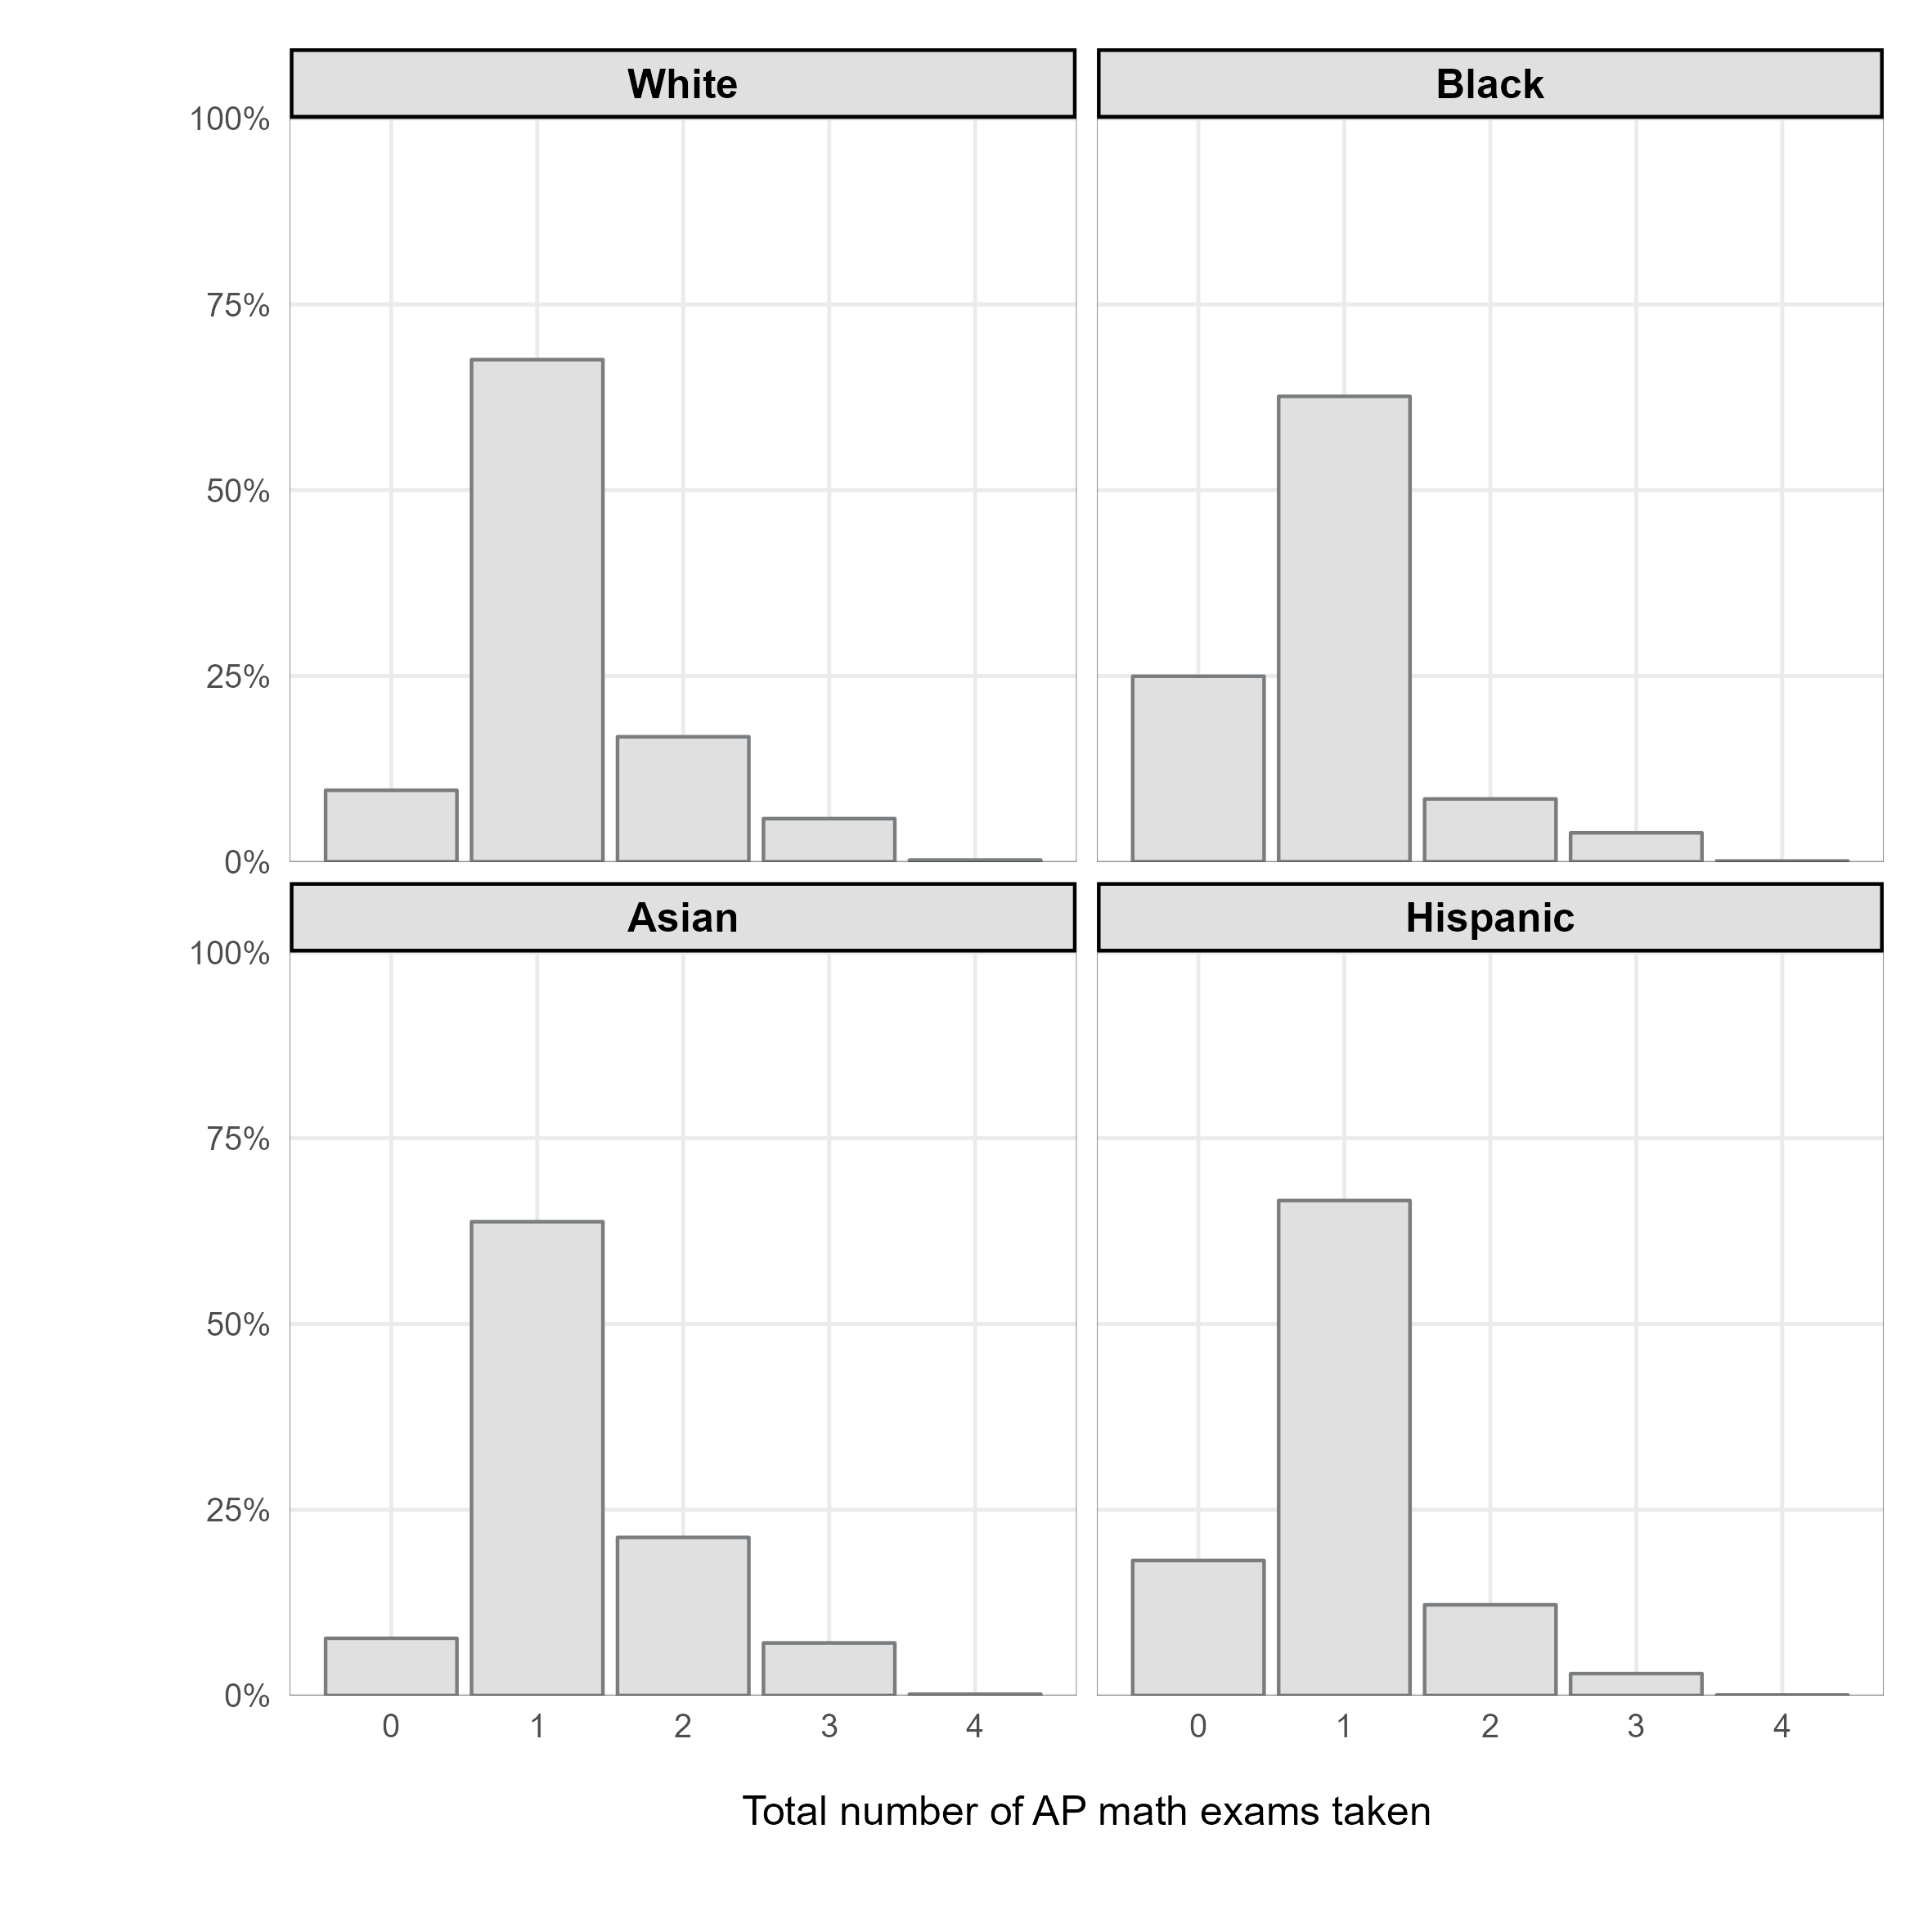 White
Black
100%
75%
50%
25%
0%
Asian
Hispanic
100%
75%
50%
25%
0%
0 1 2 3 4
0 1 2 3 4
Total number of AP math exams taken